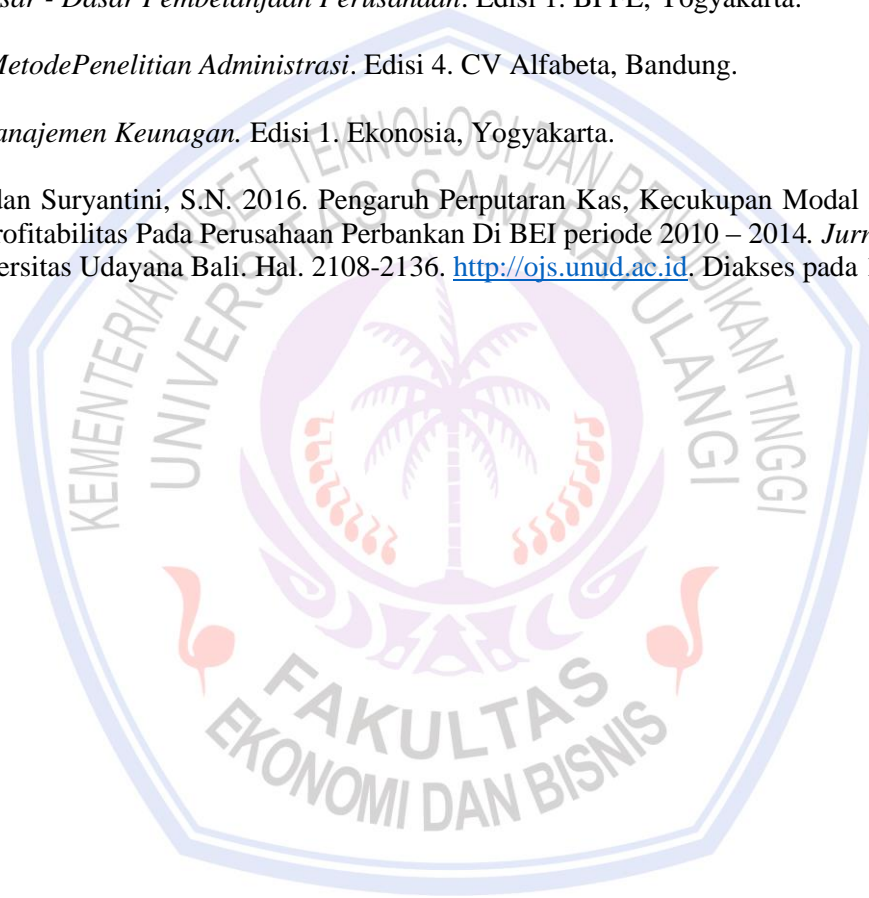 sar - Dasar Pembelanjaan Perusahaan. Edisi 1. BPFE, Yogyakarta.
MetodePenelitian Administrasi. Edisi 4. CV Alfabeta, Bandung.
anajemen Keunagan. Edisi 1. Ekonosia, Yogyakarta.
dan Suryantini, S.N. 2016. Pengaruh Perputaran Kas, Kecukupan Modal
rofitabilitas Pada Perusahaan Perbankan Di BEI periode 2010 – 2014. Jurn
ersitas Udayana Bali. Hal. 2108-2136. http://ojs.unud.ac.id. Diakses pada 1
KEMENTERIAN RISET TEKNOLOGI DAN PENDIDIKAN TINGGI
UNIVERSITAS SAM RATULANGI
FAKULTAS
EKONOMI DAN BISNIS